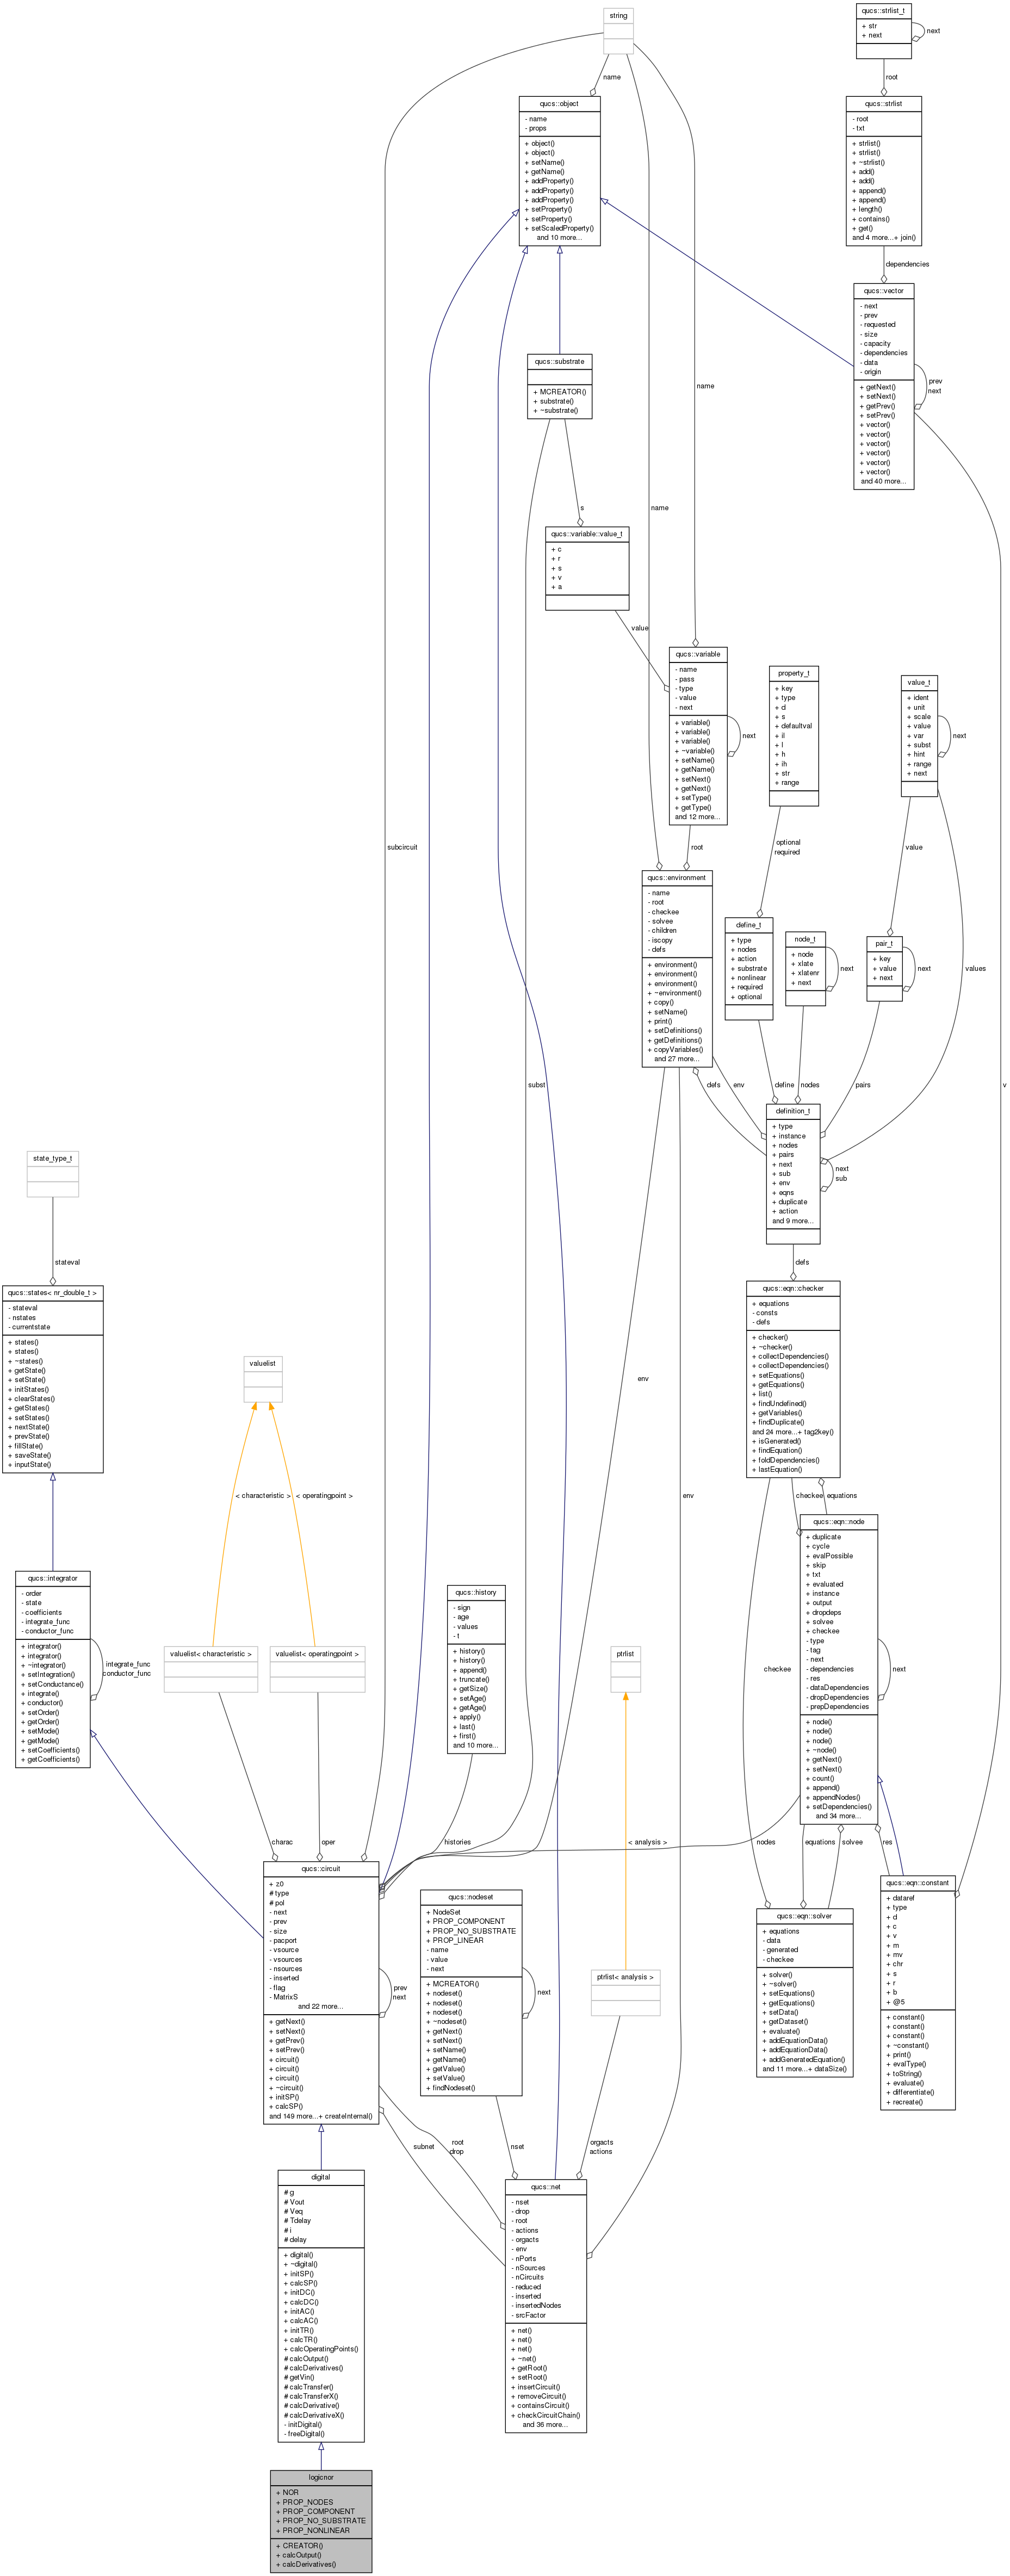 string
qucs::strlist_t
+ str
+ next
next
root
name
qucs::object
- name
- props
+ object()
+ object()
+ setName()
+ getName()
+ addProperty()
+ addProperty()
+ addProperty()
+ setProperty()
+ setProperty()
+ setScaledProperty()
and 10 more...
qucs::strlist
- root
- txt
+ strlist()
+ strlist()
+ ~strlist()
+ add()
+ add()
+ append()
+ append()
+ length()
+ contains()
+ get()
and 4 more...+ join()
dependencies
qucs::vector
- next
- prev
- requested
- size
- capacity
- dependencies
- data
- origin
+ getNext()
+ setNext()
+ getPrev()
+ setPrev()
+ vector()
+ vector()
+ vector()
+ vector()
+ vector()
+ vector()
and 40 more...
prev
next
qucs::substrate
+ MCREATOR()
+ substrate()
+ ~substrate()
name
s
name
qucs::variable::value_t
+ c
+ r
+ s
+ v
+ a
value
qucs::variable
- name
- pass
- type
- value
- next
+ variable()
+ variable()
+ variable()
+ ~variable()
+ setName()
+ getName()
+ setNext()
+ getNext()
+ setType()
+ getType()
and 12 more...
next
property_t
+ key
+ type
+ d
+ s
+ defaultval
+ il
+ l
+ h
+ ih
+ str
+ range
value_t
+ ident
+ unit
+ scale
+ value
+ var
+ subst
+ hint
+ range
+ next
next
subcircuit
root
optional
required
value
qucs::environment
- name
- root
- checkee
- solvee
- children
- iscopy
- defs
+ environment()
+ environment()
+ environment()
+ ~environment()
+ copy()
+ setName()
+ print()
+ setDefinitions()
+ getDefinitions()
+ copyVariables()
and 27 more...
define_t
+ type
+ nodes
+ action
+ substrate
+ nonlinear
+ required
+ optional
node_t
+ node
+ xlate
+ xlatenr
+ next
next
pair_t
+ key
+ value
+ next
next
values
subst
defs
env
define
nodes
pairs
v
definition_t
+ type
+ instance
+ nodes
+ pairs
+ next
+ sub
+ env
+ eqns
+ duplicate
+ action
and 9 more...
next
sub
state_type_t
stateval
defs
qucs::states< nr_double_t >
- stateval
- nstates
- currentstate
+ states()
+ states()
+ ~states()
+ getState()
+ setState()
+ initStates()
+ clearStates()
+ getStates()
+ setStates()
+ nextState()
+ prevState()
+ fillState()
+ saveState()
+ inputState()
qucs::eqn::checker
+ equations
- consts
- defs
+ checker()
+ ~checker()
+ collectDependencies()
+ collectDependencies()
+ setEquations()
+ getEquations()
+ list()
+ findUndefined()
+ getVariables()
+ findDuplicate()
and 24 more...+ tag2key()
+ isGenerated()
+ findEquation()
+ foldDependencies()
+ lastEquation()
valuelist
env
< characteristic >
< operatingpoint >
env
checkee
equations
qucs::eqn::node
+ duplicate
+ cycle
+ evalPossible
+ skip
+ txt
+ evaluated
+ instance
+ output
+ dropdeps
+ solvee
+ checkee
- type
- tag
- next
- dependencies
- res
- dataDependencies
- dropDependencies
- prepDependencies
+ node()
+ node()
+ node()
+ ~node()
+ getNext()
+ setNext()
+ count()
+ append()
+ appendNodes()
+ setDependencies()
and 34 more...
next
qucs::integrator
- order
- state
- coefficients
- integrate_func
- conductor_func
+ integrator()
+ integrator()
+ ~integrator()
+ setIntegration()
+ setConductance()
+ integrate()
+ conductor()
+ setOrder()
+ getOrder()
+ setMode()
+ getMode()
+ setCoefficients()
+ getCoefficients()
integrate_func
conductor_func
valuelist< characteristic >
valuelist< operatingpoint >
qucs::history
- sign
- age
- values
- t
+ history()
+ history()
+ append()
+ truncate()
+ getSize()
+ setAge()
+ getAge()
+ apply()
+ last()
+ first()
and 10 more...
ptrlist
checkee
charac
oper
histories
< analysis >
nodes
equations
solvee
res
qucs::circuit
+ z0
# type
# pol
- next
- prev
- size
- pacport
- vsource
- vsources
- nsources
- inserted
- flag
- MatrixS
and 22 more...
+ getNext()
+ setNext()
+ getPrev()
+ setPrev()
+ circuit()
+ circuit()
+ circuit()
+ ~circuit()
+ initSP()
+ calcSP()
and 149 more...+ createInternal()
prev
next
qucs::nodeset
+ NodeSet
+ PROP_COMPONENT
+ PROP_NO_SUBSTRATE
+ PROP_LINEAR
- name
- value
- next
+ MCREATOR()
+ nodeset()
+ nodeset()
+ nodeset()
+ ~nodeset()
+ getNext()
+ setNext()
+ setName()
+ getName()
+ getValue()
+ setValue()
+ findNodeset()
next
ptrlist< analysis >
qucs::eqn::solver
+ equations
- data
- generated
- checkee
+ solver()
+ ~solver()
+ setEquations()
+ getEquations()
+ setData()
+ getDataset()
+ evaluate()
+ addEquationData()
+ addEquationData()
+ addGeneratedEquation()
and 11 more...+ dataSize()
qucs::eqn::constant
+ dataref
+ type
+ d
+ c
+ v
+ m
+ mv
+ chr
+ s
+ r
+ b
+ @5
+ constant()
+ constant()
+ constant()
+ ~constant()
+ print()
+ evalType()
+ toString()
+ evaluate()
+ differentiate()
+ recreate()
subnet
root
drop
nset
orgacts
actions
digital
# g
# Vout
# Veq
# Tdelay
# i
# delay
+ digital()
+ ~digital()
+ initSP()
+ calcSP()
+ initDC()
+ calcDC()
+ initAC()
+ calcAC()
+ initTR()
+ calcTR()
+ calcOperatingPoints()
# calcOutput()
# calcDerivatives()
# getVin()
# calcTransfer()
# calcTransferX()
# calcDerivative()
# calcDerivativeX()
- initDigital()
- freeDigital()
qucs::net
- nset
- drop
- root
- actions
- orgacts
- env
- nPorts
- nSources
- nCircuits
- reduced
- inserted
- insertedNodes
- srcFactor
+ net()
+ net()
+ net()
+ ~net()
+ getRoot()
+ setRoot()
+ insertCircuit()
+ removeCircuit()
+ containsCircuit()
+ checkCircuitChain()
and 36 more...
logicnor
+ NOR
+ PROP_NODES
+ PROP_COMPONENT
+ PROP_NO_SUBSTRATE
+ PROP_NONLINEAR
+ CREATOR()
+ calcOutput()
+ calcDerivatives()